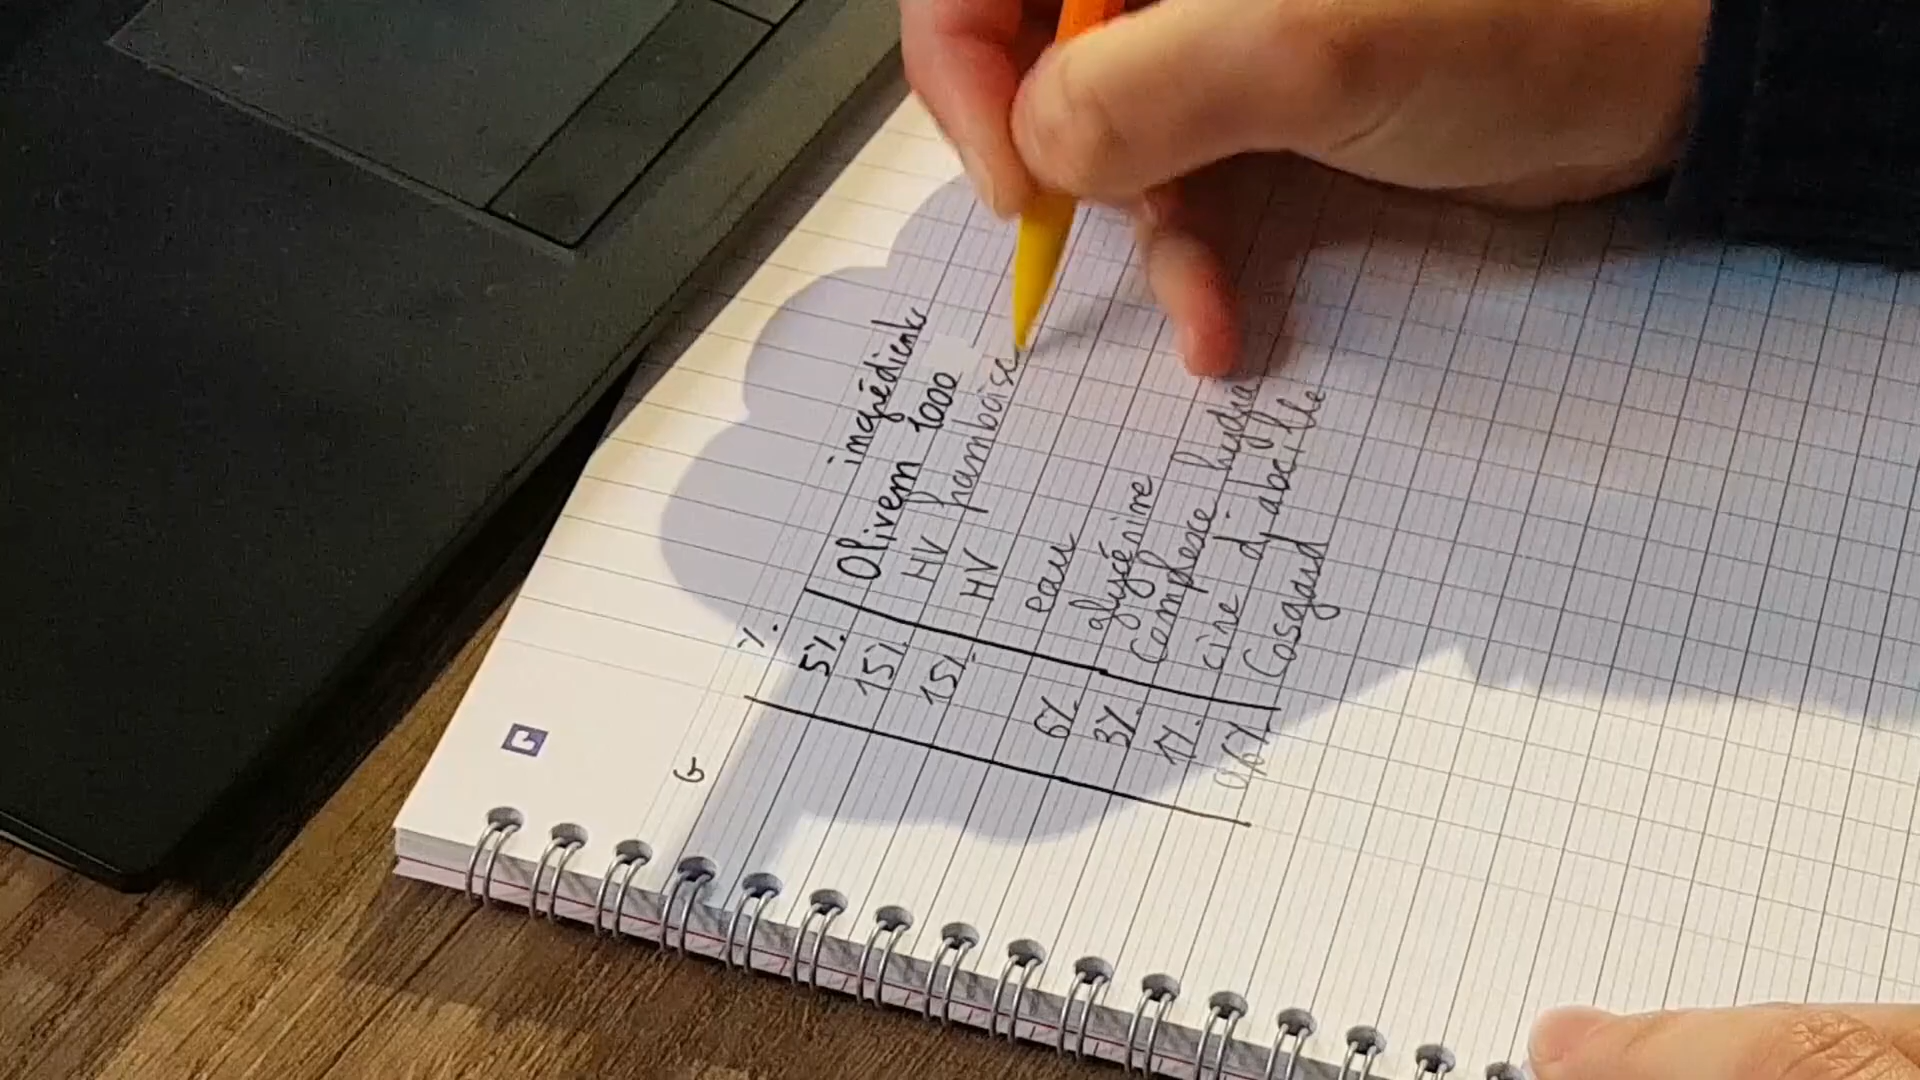 G % ingrédients
5% Olivem 1000
15% HV framboise
15% HV
eau
6% glycérine
3% complexe hydra
1% cire d'abeille
0,6% Cosgard